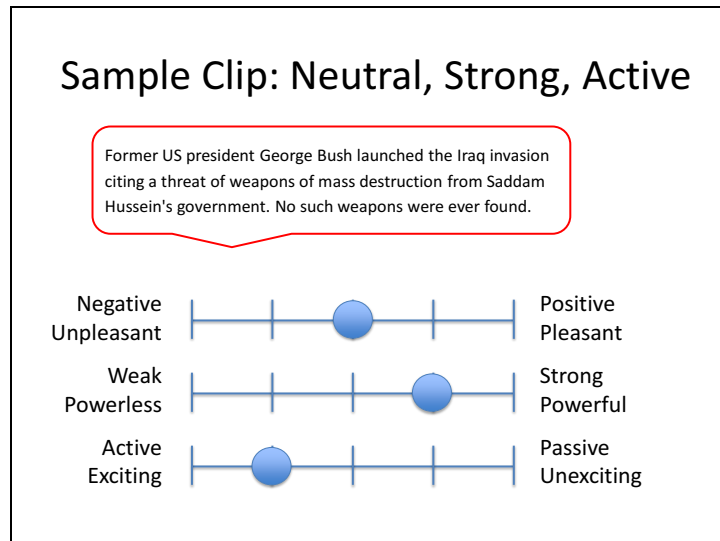 Sample Clip: Neutral, Strong, Active
Former US president George Bush launched the Iraq invasion
citing a threat of weapons of mass destruction from Saddam
Hussein's government. No such weapons were ever found.
Negative
Unpleasant
Positive
Pleasant
Weak
Powerless
Strong
Powerful
Active
Exciting
Passive
Unexciting